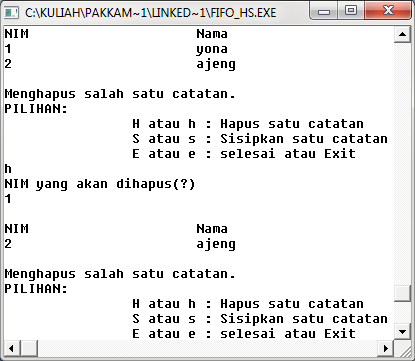 C:\KULIAH\PAKKAM~1\LINKED~1\FIFO_HS.EXE
NIM Nama
1 yona
2 ajeng
Menghapus salah satu catatan.
PILIHAN:
H atau h : Hapus satu catatan
S atau s : Sisipkan satu catatan
E atau e : selesai atau Exit
h
NIM yang akan dihapus(?)
1
NIM Nama
2 ajeng
Menghapus salah satu catatan.
PILIHAN:
H atau h : Hapus satu catatan
S atau s : Sisipkan satu catatan
E atau e : selesai atau Exit